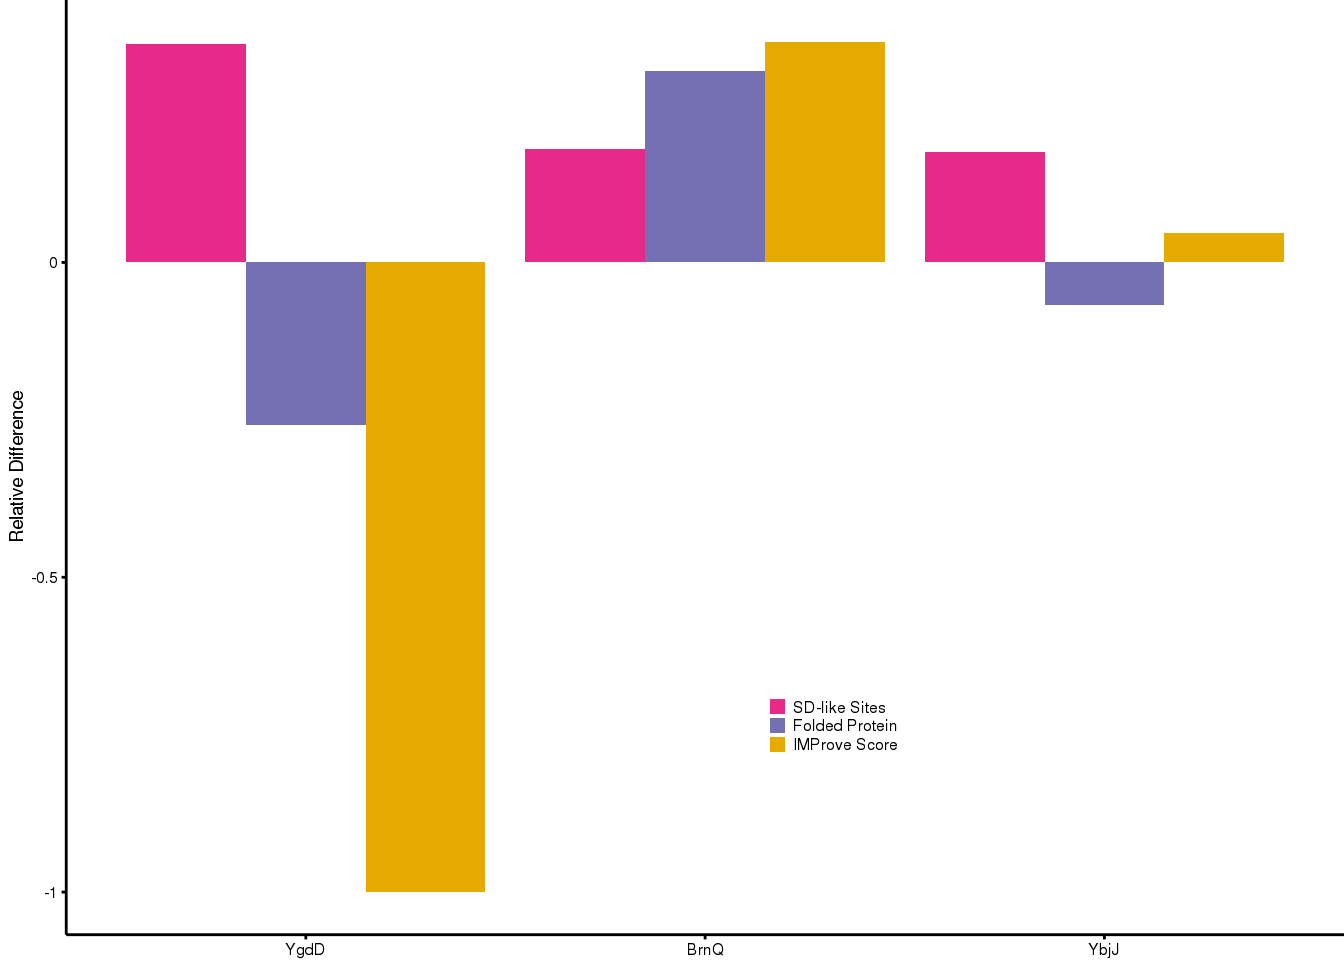 Relative Difference
0
-0.5
-1
SD-like Sites
Folded Protein
IMProve Score
YgdD
BrnQ
YbjJ